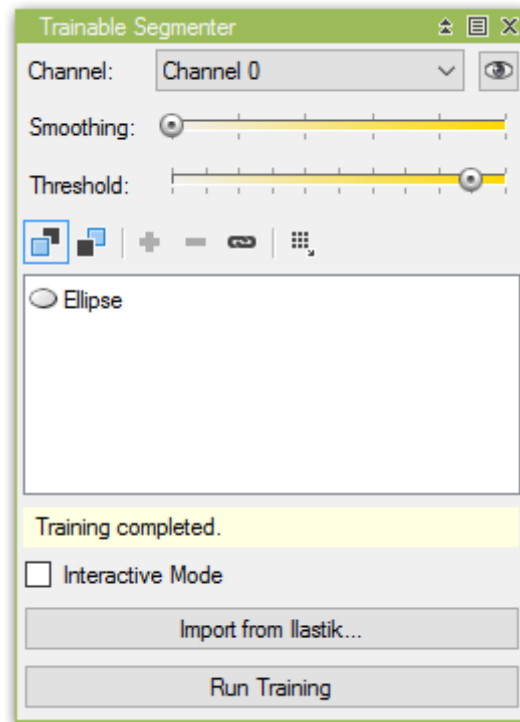 Trainable Segmenter
Channel: Channel 0
Smoothing:
Threshold:
Ellipse
Training completed.
Interactive Mode
Import from Ilastik...
Run Training